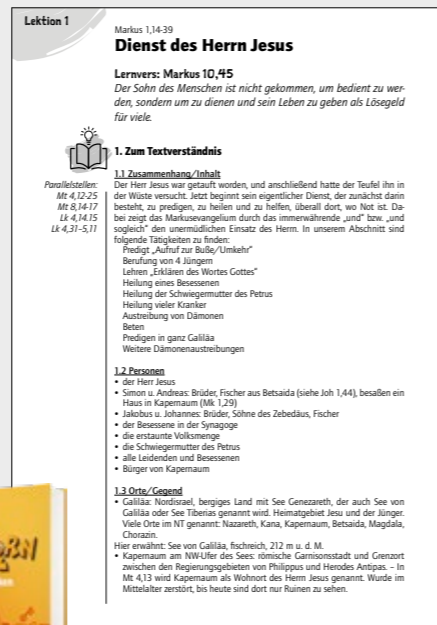 Lektion 1
Markus 1,14-39
Dienst des Herrn Jesus
Lernvers: Markus 10,45
Der Sohn des Menschen ist nicht gekommen, um bedient zu wer-
den, sondern um zu dienen und sein Leben zu geben als Lösegeld
für viele.
1. Zum Textverständnis
Parallelstellen:
Mt 4,12-25
Mt 8,14-17
Lk 4,14.15
Lk 4,31–5,11
1.1 Zusammenhang/Inhalt
Der Herr Jesus war getauft worden, und anschließend hatte der Teufel ihn in
der Wüste versucht. Jetzt beginnt sein eigentlicher Dienst, der zunächst darin
besteht, zu predigen, zu heilen und zu helfen, überall dort, wo Not ist. Da-
bei zeigt das Markusevangelium durch das immerwährende „und“ bzw. „und
sogleich“ den unermüdlichen Einsatz des Herrn. In unserem Abschnitt sind
folgende Tätigkeiten zu finden:
Predigt „Aufruf zur Buße/Umkehr“
Berufung von 4 Jüngern
Lehren „Erklären des Wortes Gottes“
Heilung eines Besessenen
Heilung der Schwiegermutter des Petrus
Heilung vieler Kranker
Austreibung von Dämonen
Beten
Predigen in ganz Galiläa
Weitere Dämonenaustreibungen
1.2 Personen
• der Herr Jesus
• Simon u. Andreas: Brüder, Fischer aus Betsaida (siehe Joh 1,44), besaßen ein
Haus in Kapernaum (Mk 1,29)
• Jakobus u. Johannes: Brüder, Söhne des Zebedäus, Fischer
• der Besessene in der Synagoge
• die erstaunte Volksmenge
• die Schwiegermutter des Petrus
• alle Leidenden und Besessenen
• Bürger von Kapernaum
1.3 Orte/Gegend
• Galiläa: Nordisrael, bergiges Land mit See Genezareth, der auch See von
Galiläa oder See Tiberias genannt wird. Heimatgebiet Jesu und der Jünger.
Viele Orte im NT genannt: Nazareth, Kana, Kapernaum, Betsaida, Magdala,
Chorazin.
Hier erwähnt: See von Galiläa, fischreich, 212 m u. d. M.
• Kapernaum am NW-Ufer des Sees: römische Garnisonsstadt und Grenzort
zwischen den Regierungsgebieten von Philippus und Herodes Antipas. – In
Mt 4,13 wird Kapernaum als Wohnort des Herrn Jesus genannt. Wurde im
Mittelalter zerstört, bis heute sind dort nur Ruinen zu sehen.